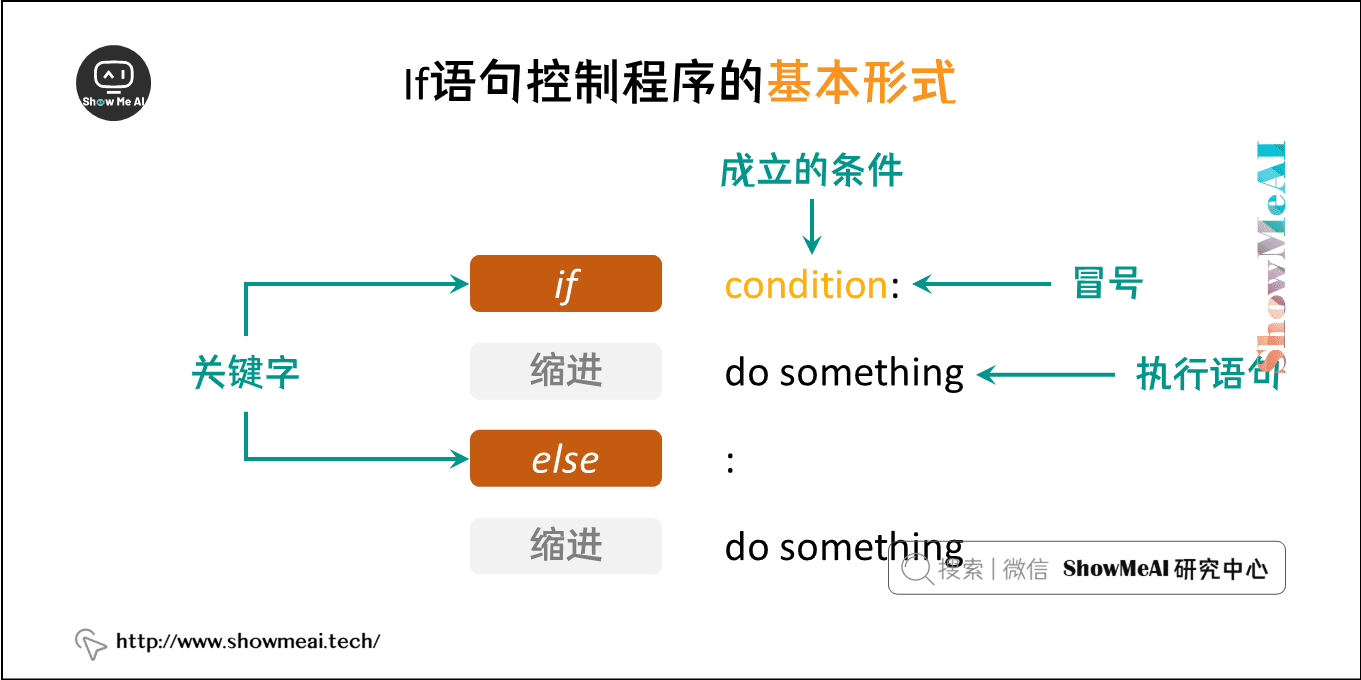 Show Me AI
If语句控制程序的基本形式
成立的条件
if condition: 冒号
关键字
缩进 do something 执行语句
else :
缩进 do something
搜索 | 微信 ShowMeAI 研究中心
http://www.showmeai.tech/
ShowMeAI